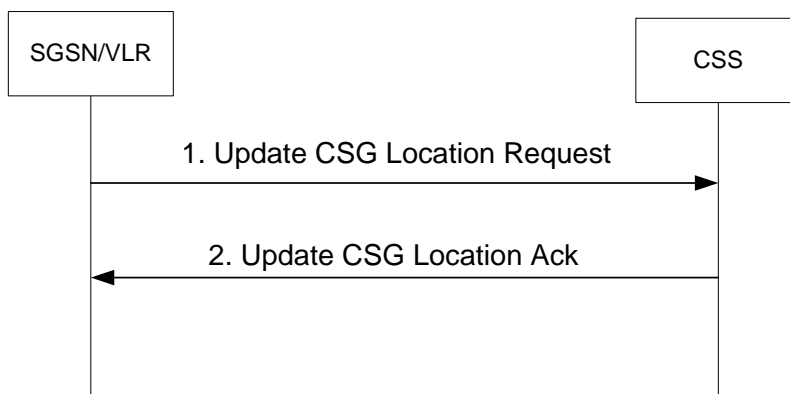 SGSN/VLR
CSS
1. Update CSG Location Request
2. Update CSG Location Ack